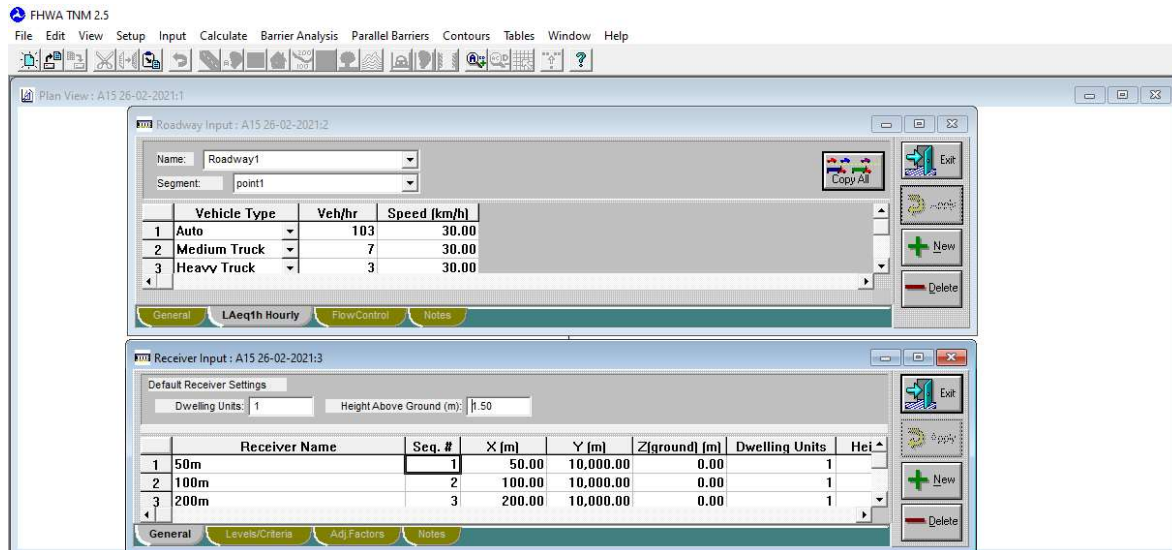 FHWA TNM 2.5
File Edit View Setup Input Calculate Barrier Analysis Parallel Barriers Contours Tables Window Help
Plan View : A15 26-02-2021:1
Roadway Input : A15 26-02-2021:2
Name: Roadway1
Segment: point1
Copy All
Exit
Apply
New
Delete
Vehicle Type Veh/hr Speed (km/h)
1 Auto 103 30.00
2 Medium Truck 7 30.00
3 Heavy Truck 3 30.00
General LAeq1h Hourly FlowControl Notes
Receiver Input : A15 26-02-2021:3
Default Receiver Settings
Dwelling Units: 1 Height Above Ground (m): 1.50
Exit
Apply
New
Delete
Receiver Name Seq. # X (m) Y (m) Z(ground) (m) Dwelling Units Hei
1 50m 1 50.00 10,000.00 0.00 1
2 100m 2 100.00 10,000.00 0.00 1
3 200m 3 200.00 10,000.00 0.00 1
General Levels/Criteria Adj.Factors Notes